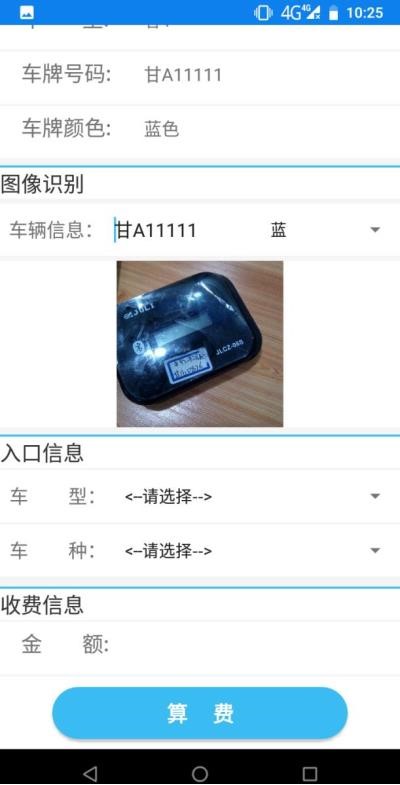 10:25
车牌号码: 甘A11111
车牌颜色: 蓝色
图像识别
车辆信息: 甘A11111 蓝
JULI
JLCZ-06S
入口信息
车 型: <--请选择-->
车 种: <--请选择-->
收费信息
金 额:
算 费